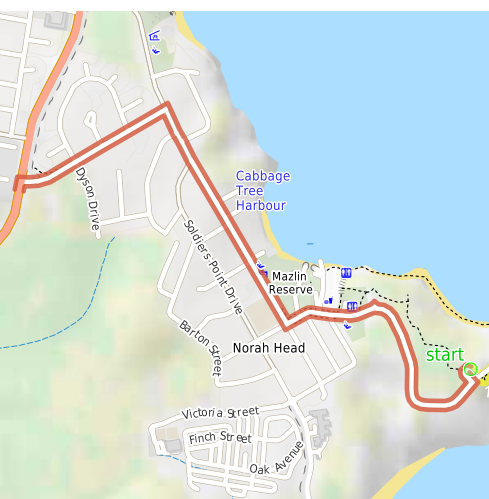 Cabbage
Tree
Harbour
Dyson Drive
Soldiers Point Drive
Mazlin
Reserve
Norah Head
start
Barton Street
Victoria Street
Finch Street
Oak Avenue